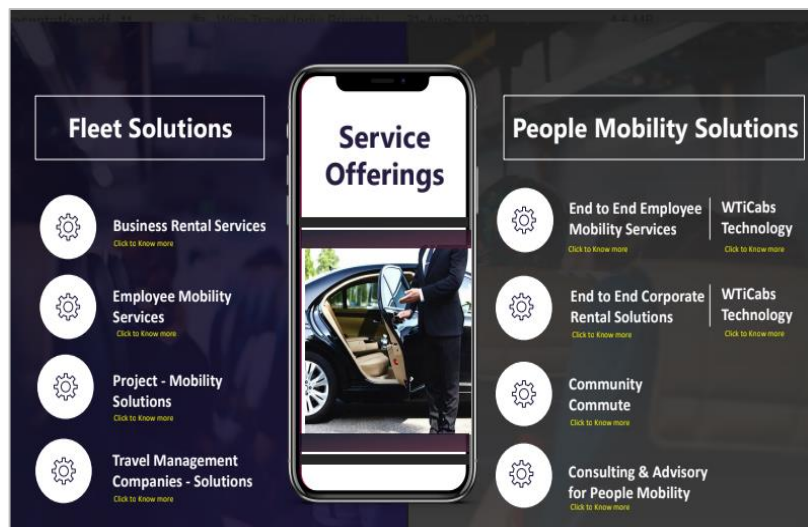 Fleet Solutions
Business Rental Services
Click to Know more
Employee Mobility
Services
Click to Know more
Project - Mobility
Solutions
Click to Know more
Travel Management
Companies - Solutions
Click to Know more
Service
Offerings
People Mobility Solutions
End to End Employee
Mobility Services
Click to Know more
WTiCabs
Technology
Click to Know more
End to End Corporate
Rental Solutions
Click to Know more
WTiCabs
Technology
Click to Know more
Community
Commute
Click to Know more
Consulting & Advisory
for People Mobility
Click to Know more